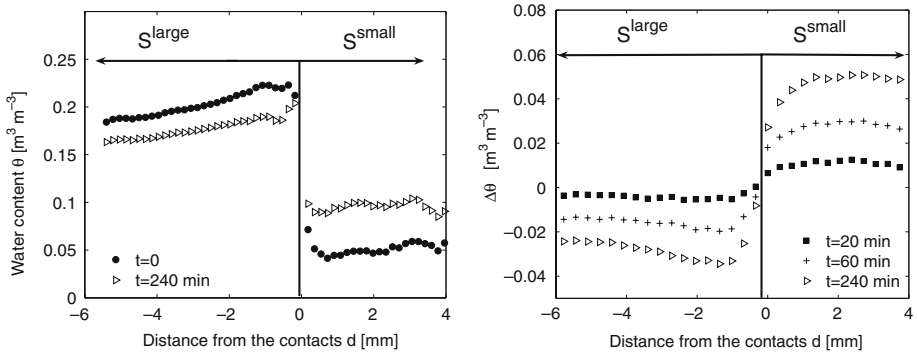 S^large
S^small
0.25
0.2
0.15
0.1
0.05
0
Water content θ [m³ m⁻³]
t=0
t=240 min
−6 −4 −2 0 2 4
Distance from the contacts d [mm]
S^large
S^small
0.08
0.06
0.04
0.02
0
−0.02
−0.04
Δθ [m³ m⁻³]
t=20 min
t=60 min
t=240 min
−6 −4 −2 0 2 4
Distance from the contacts d [mm]